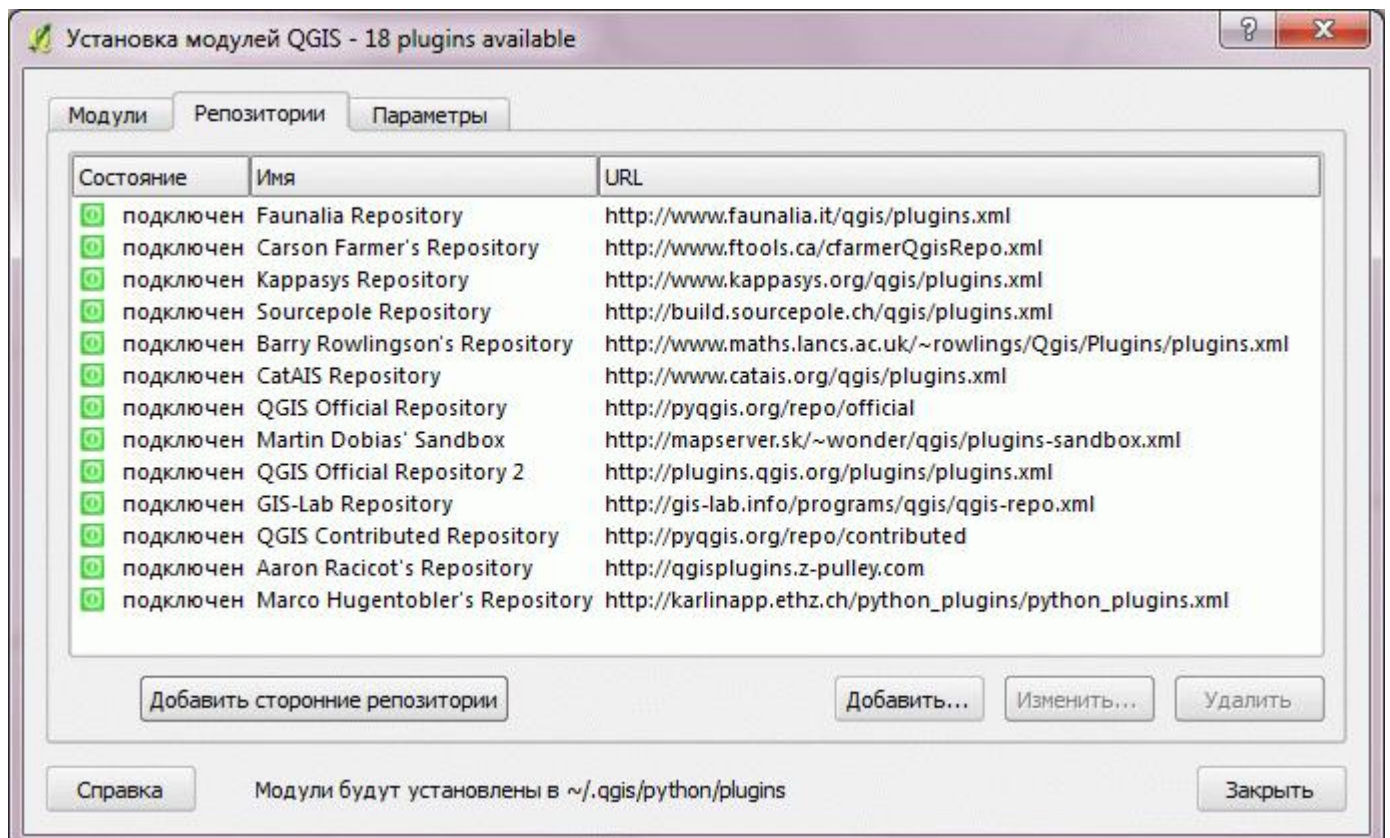 Установка модулей QGIS - 18 plugins available
Модули Репозитории Параметры
Состояние Имя URL
подключен Faunalia Repository http://www.faunalia.it/qgis/plugins.xml
подключен Carson Farmer's Repository http://www.ftools.ca/cfarmerQgisRepo.xml
подключен Kappasys Repository http://www.kappasys.org/qgis/plugins.xml
подключен Sourcepole Repository http://build.sourcepole.ch/qgis/plugins.xml
подключен Barry Rowlingson's Repository http://www.maths.lancs.ac.uk/~rowlings/Qgis/Plugins/plugins.xml
подключен CatAIS Repository http://www.catais.org/qgis/plugins.xml
подключен QGIS Official Repository http://pyqgis.org/repo/official
подключен Martin Dobias' Sandbox http://mapserver.sk/~wonder/qgis/plugins-sandbox.xml
подключен QGIS Official Repository 2 http://plugins.qgis.org/plugins/plugins.xml
подключен GIS-Lab Repository http://gis-lab.info/programs/qgis/qgis-repo.xml
подключен QGIS Contributed Repository http://pyqgis.org/repo/contributed
подключен Aaron Racicot's Repository http://qgisplugins.z-pulley.com
подключен Marco Hugentobler's Repository http://karlinapp.ethz.ch/python_plugins/python_plugins.xml
Добавить сторонние репозитории Добавить... Изменить... Удалить
Справка Модули будут установлены в ~/.qgis/python/plugins Закрыть